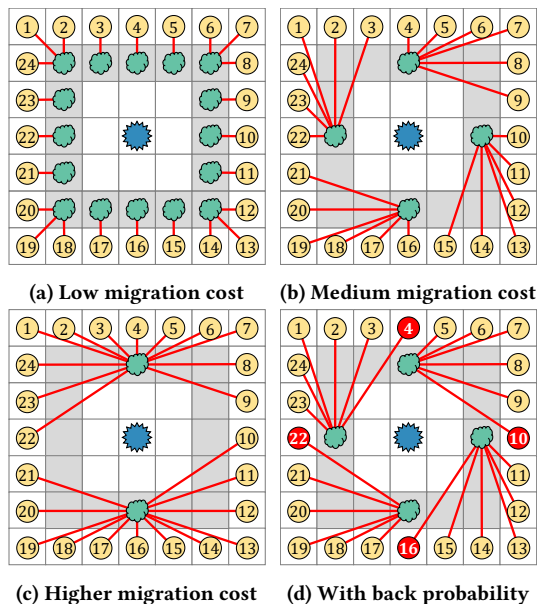 1 2 3 4 5 6 7 1 2 3 4 5 6 7
24 8 24 8
23 9 23 9
22 10 22 10
21 11 21 11
20 12 20 12
19 18 17 16 15 14 13 19 18 17 16 15 14 13
(a) Low migration cost (b) Medium migration cost
1 2 3 4 5 6 7 1 2 3 4 5 6 7
24 8 24 8
23 9 23 9
22 10 22 10
21 11 21 11
20 12 20 12
19 18 17 16 15 14 13 19 18 17 16 15 14 13
(c) Higher migration cost (d) With back probability